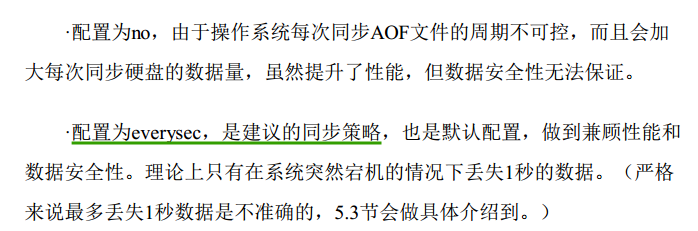 ·配置为no，由于操作系统每次同步AOF文件的周期不可控，而且会加
大每次同步硬盘的数据量，虽然提升了性能，但数据安全性无法保证。
·配置为everysec，是建议的同步策略，也是默认配置，做到兼顾性能和
数据安全性。理论上只有在系统突然宕机的情况下丢失1秒的数据。（严格
来说最多丢失1秒数据是不准确的，5.3节会做具体介绍到。）